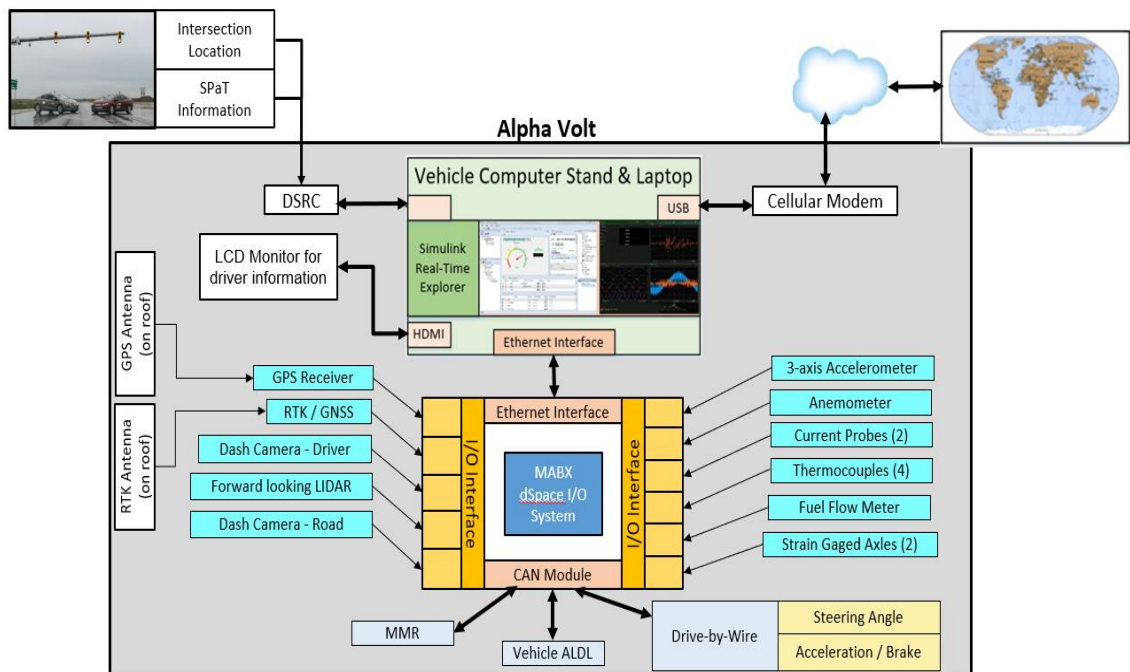 Intersection
Location
SPaT
Information
Alpha Volt
Vehicle Computer Stand & Laptop
DSRC
USB
Cellular Modem
LCD Monitor for
driver information
Simulink
Real-Time
Explorer
HDMI
Ethernet Interface
GPS Antenna
(on roof)
RTK Antenna
(on roof)
GPS Receiver
RTK / GNSS
Dash Camera - Driver
Forward looking LIDAR
Dash Camera - Road
I/O Interface
Ethernet Interface
MABX
dSpace I/O
System
CAN Module
I/O Interface
3-axis Accelerometer
Anemometer
Current Probes (2)
Thermocouples (4)
Fuel Flow Meter
Strain Gaged Axles (2)
MMR
Vehicle ALDL
Drive-by-Wire
Steering Angle
Acceleration / Brake